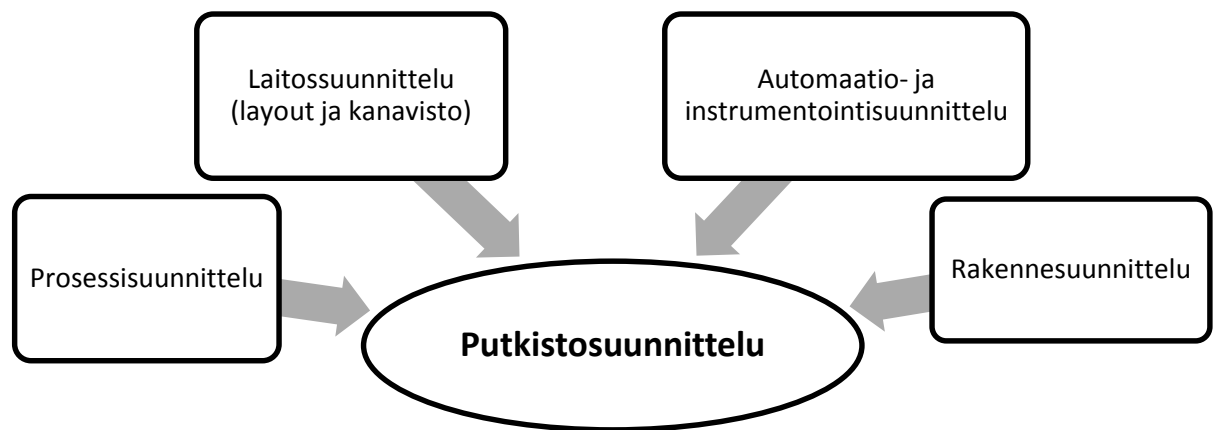 Laitossuunnittelu
(layout ja kanavisto)
Automaatio- ja
instrumentointisuunnittelu
Prosessisuunnittelu
Rakennesuunnittelu
Putkistosuunnittelu